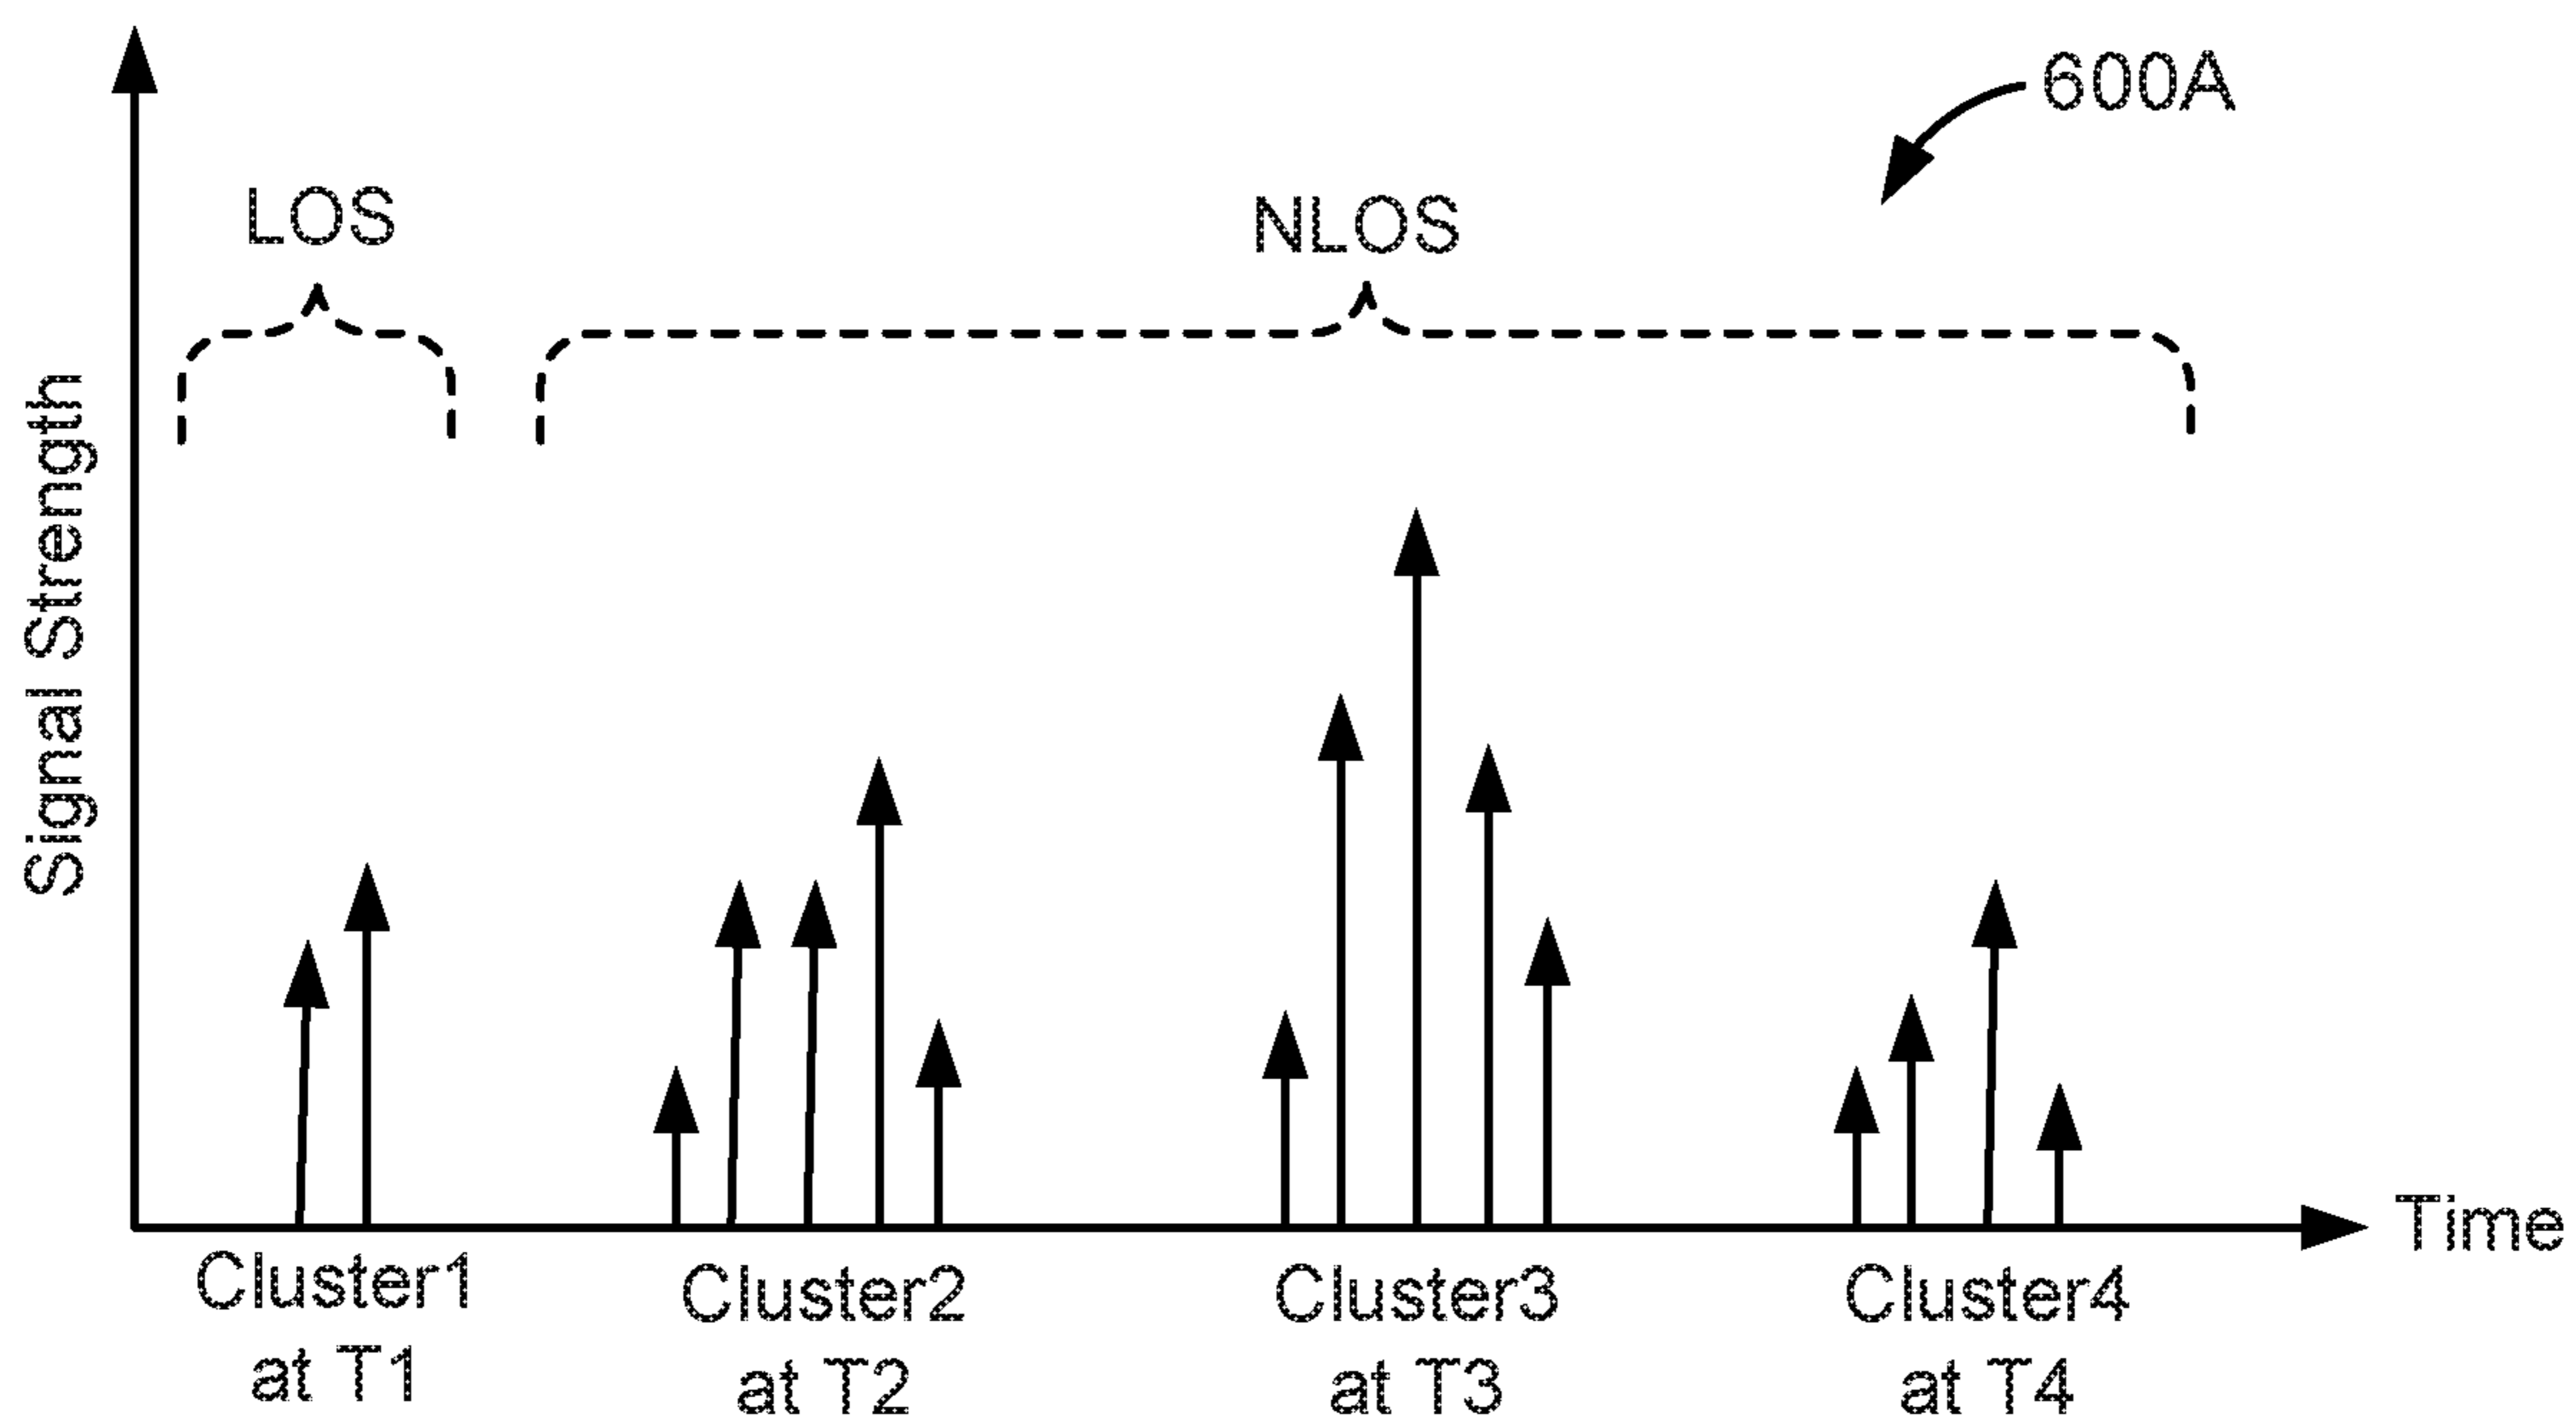 600A
LOS
NLOS
Signal Strength
Time
Cluster1
at T1
Cluster2
at T2
Cluster3
at T3
Cluster4
at T4